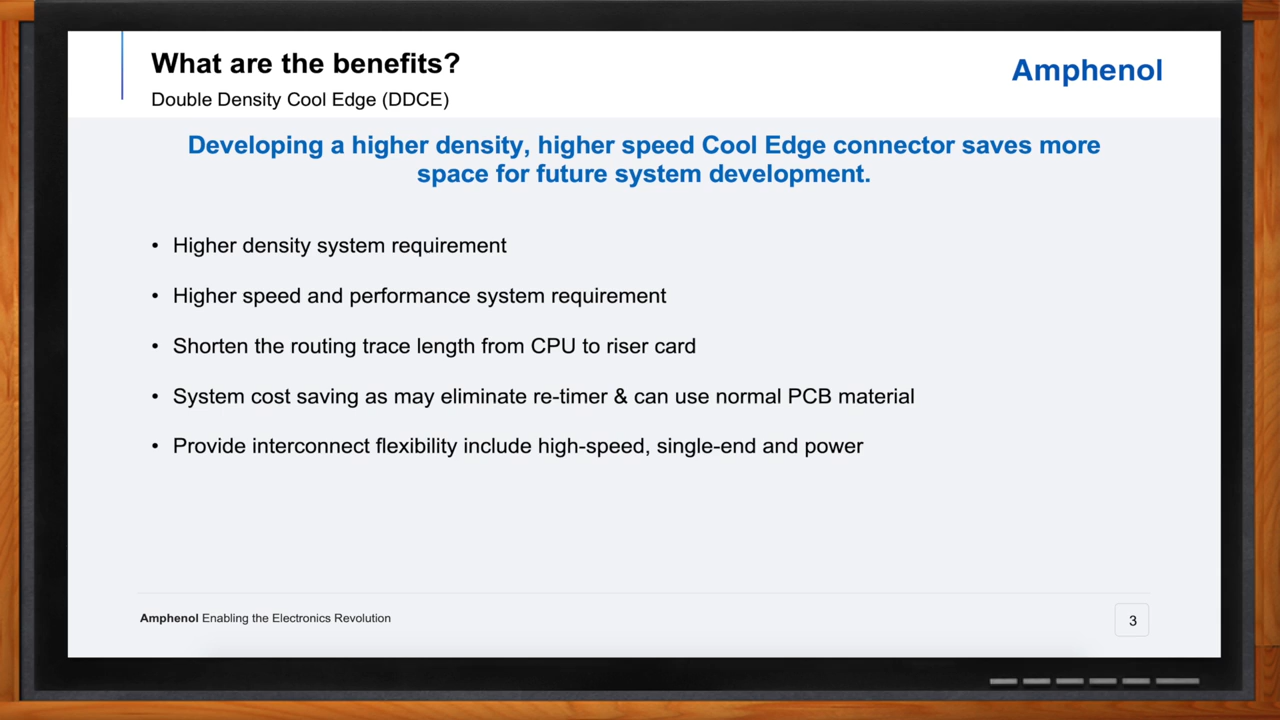 What are the benefits?
Amphenol
Double Density Cool Edge (DDCE)
Developing a higher density, higher speed Cool Edge connector saves more
space for future system development.
• Higher density system requirement
• Higher speed and performance system requirement
• Shorten the routing trace length from CPU to riser card
• System cost saving as may eliminate re-timer & can use normal PCB material
• Provide interconnect flexibility include high-speed, single-end and power
Amphenol Enabling the Electronics Revolution
3